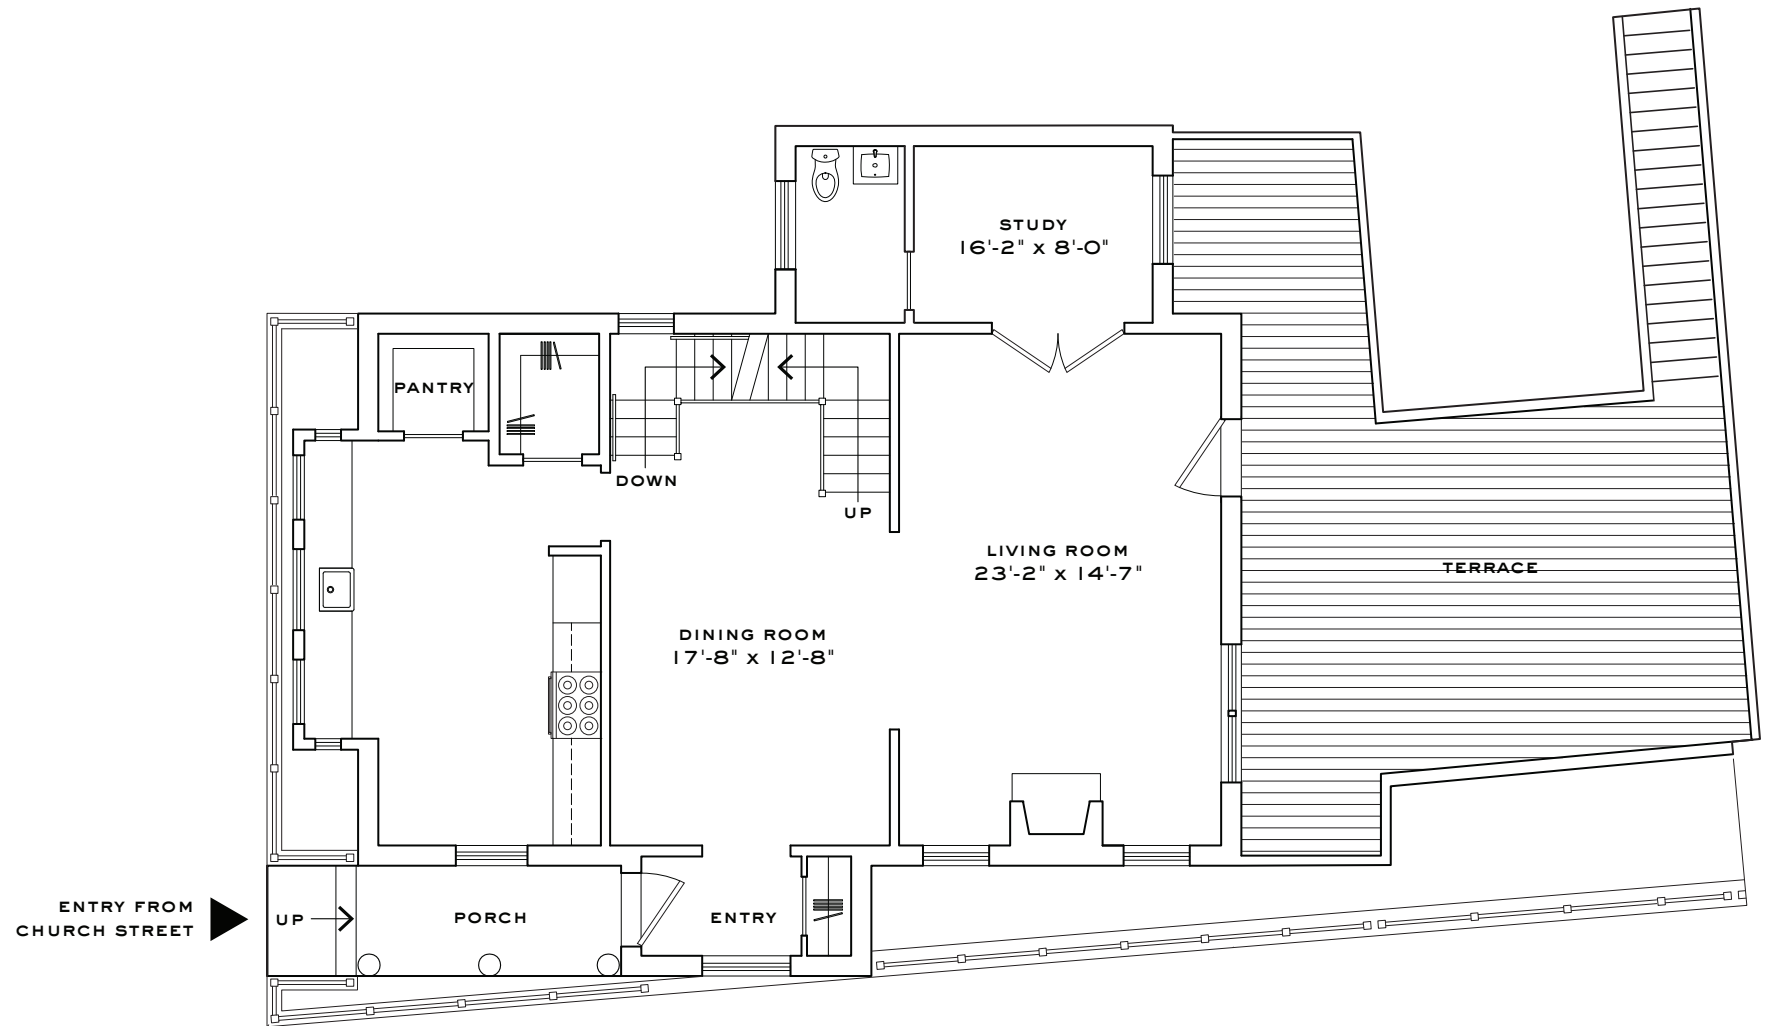 STUDY
16'-2" x 8'-0"
PANTRY
DOWN
UP
LIVING ROOM
23'-2" x 14'-7"
TERRACE
DINING ROOM
17'-8" x 12'-8"
ENTRY FROM
CHURCH STREET
UP
PORCH
ENTRY